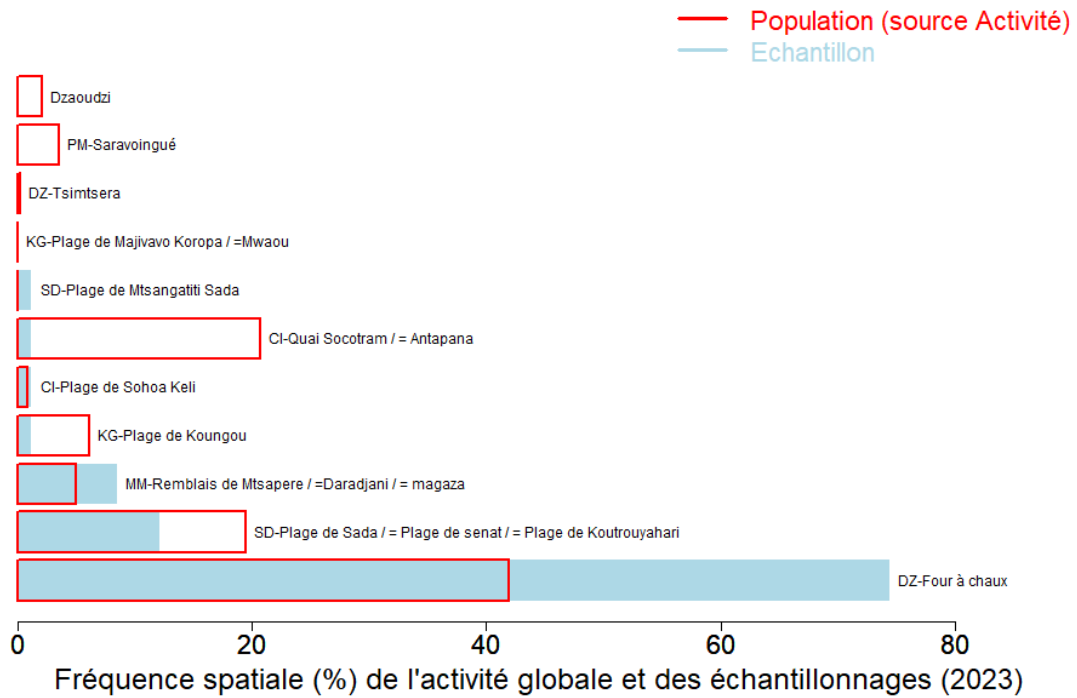 Population (source Activité)
Echantillon
Dzaoudzi
PM-Saravoingué
DZ-Tsimtsera
KG-Plage de Majivavo Koropa / =Mwaou
SD-Plage de Mtsangatiti Sada
CI-Quai Socotram / = Antapana
CI-Plage de Sohoa Keli
KG-Plage de Koungou
MM-Remblais de Mtsapere / =Daradjani / = magaza
SD-Plage de Sada / = Plage de senat / = Plage de Koutrouyahari
DZ-Four à chaux
0 20 40 60 80
Fréquence spatiale (%) de l'activité globale et des échantillonnages (2023)